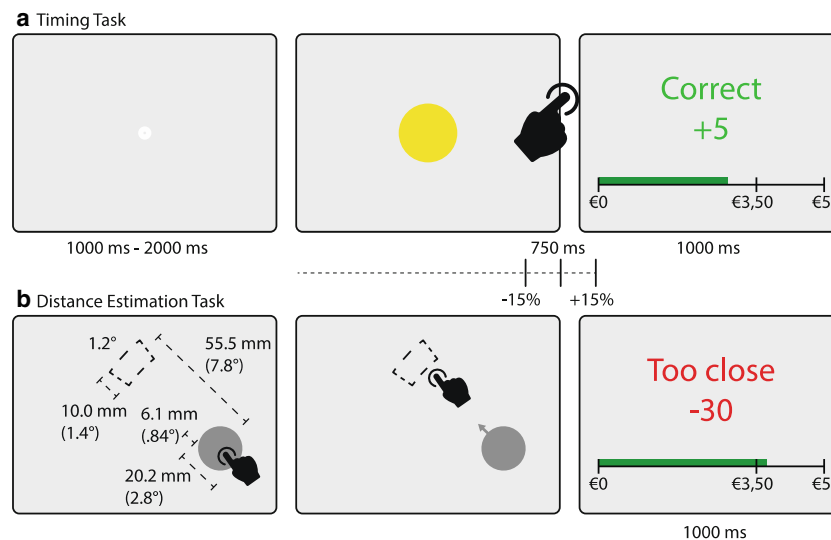 a Timing Task
Correct
+5
€0
€3,50
€5
1000 ms - 2000 ms
750 ms
1000 ms
-15%
+15%
b Distance Estimation Task
1.2°
55.5 mm
(7.8°)
10.0 mm
(1.4°)
6.1 mm
(.84°)
20.2 mm
(2.8°)
Too close
-30
€0
€3,50
€5
1000 ms